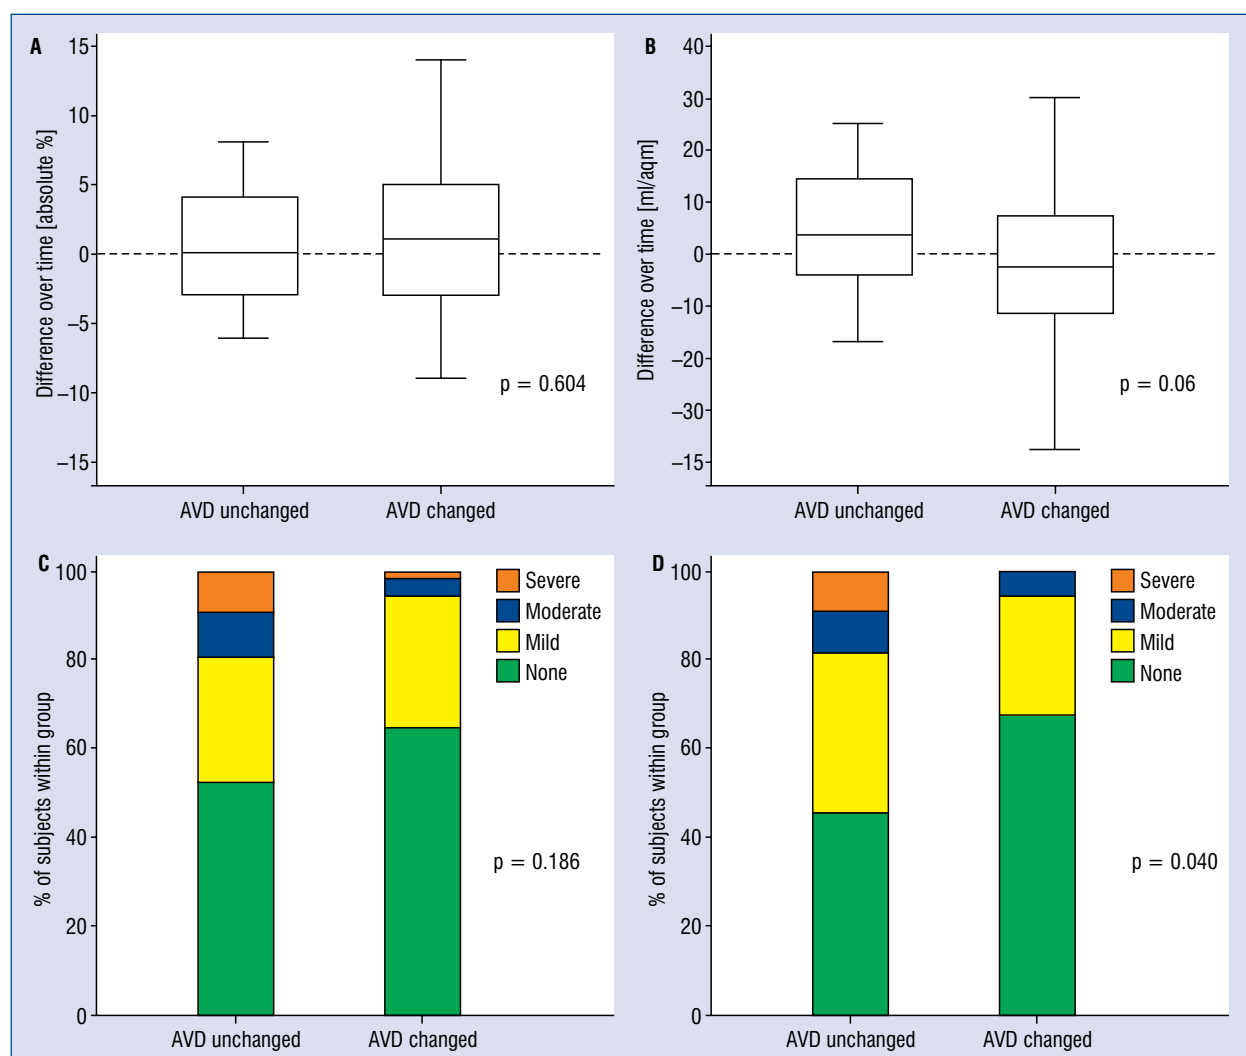 A
15
10
5
0
–5
–10
–15
Difference over time [absolute %]
p = 0.604
AVD unchanged
AVD changed
B
40
30
20
10
0
–10
–20
–30
–15
Difference over time [ml/aqm]
p = 0.06
AVD unchanged
AVD changed
C
100
80
60
40
20
0
% of subjects within group
Severe
Moderate
Mild
None
p = 0.186
AVD unchanged
AVD changed
D
100
80
60
40
20
0
% of subjects within group
Severe
Moderate
Mild
None
p = 0.040
AVD unchanged
AVD changed